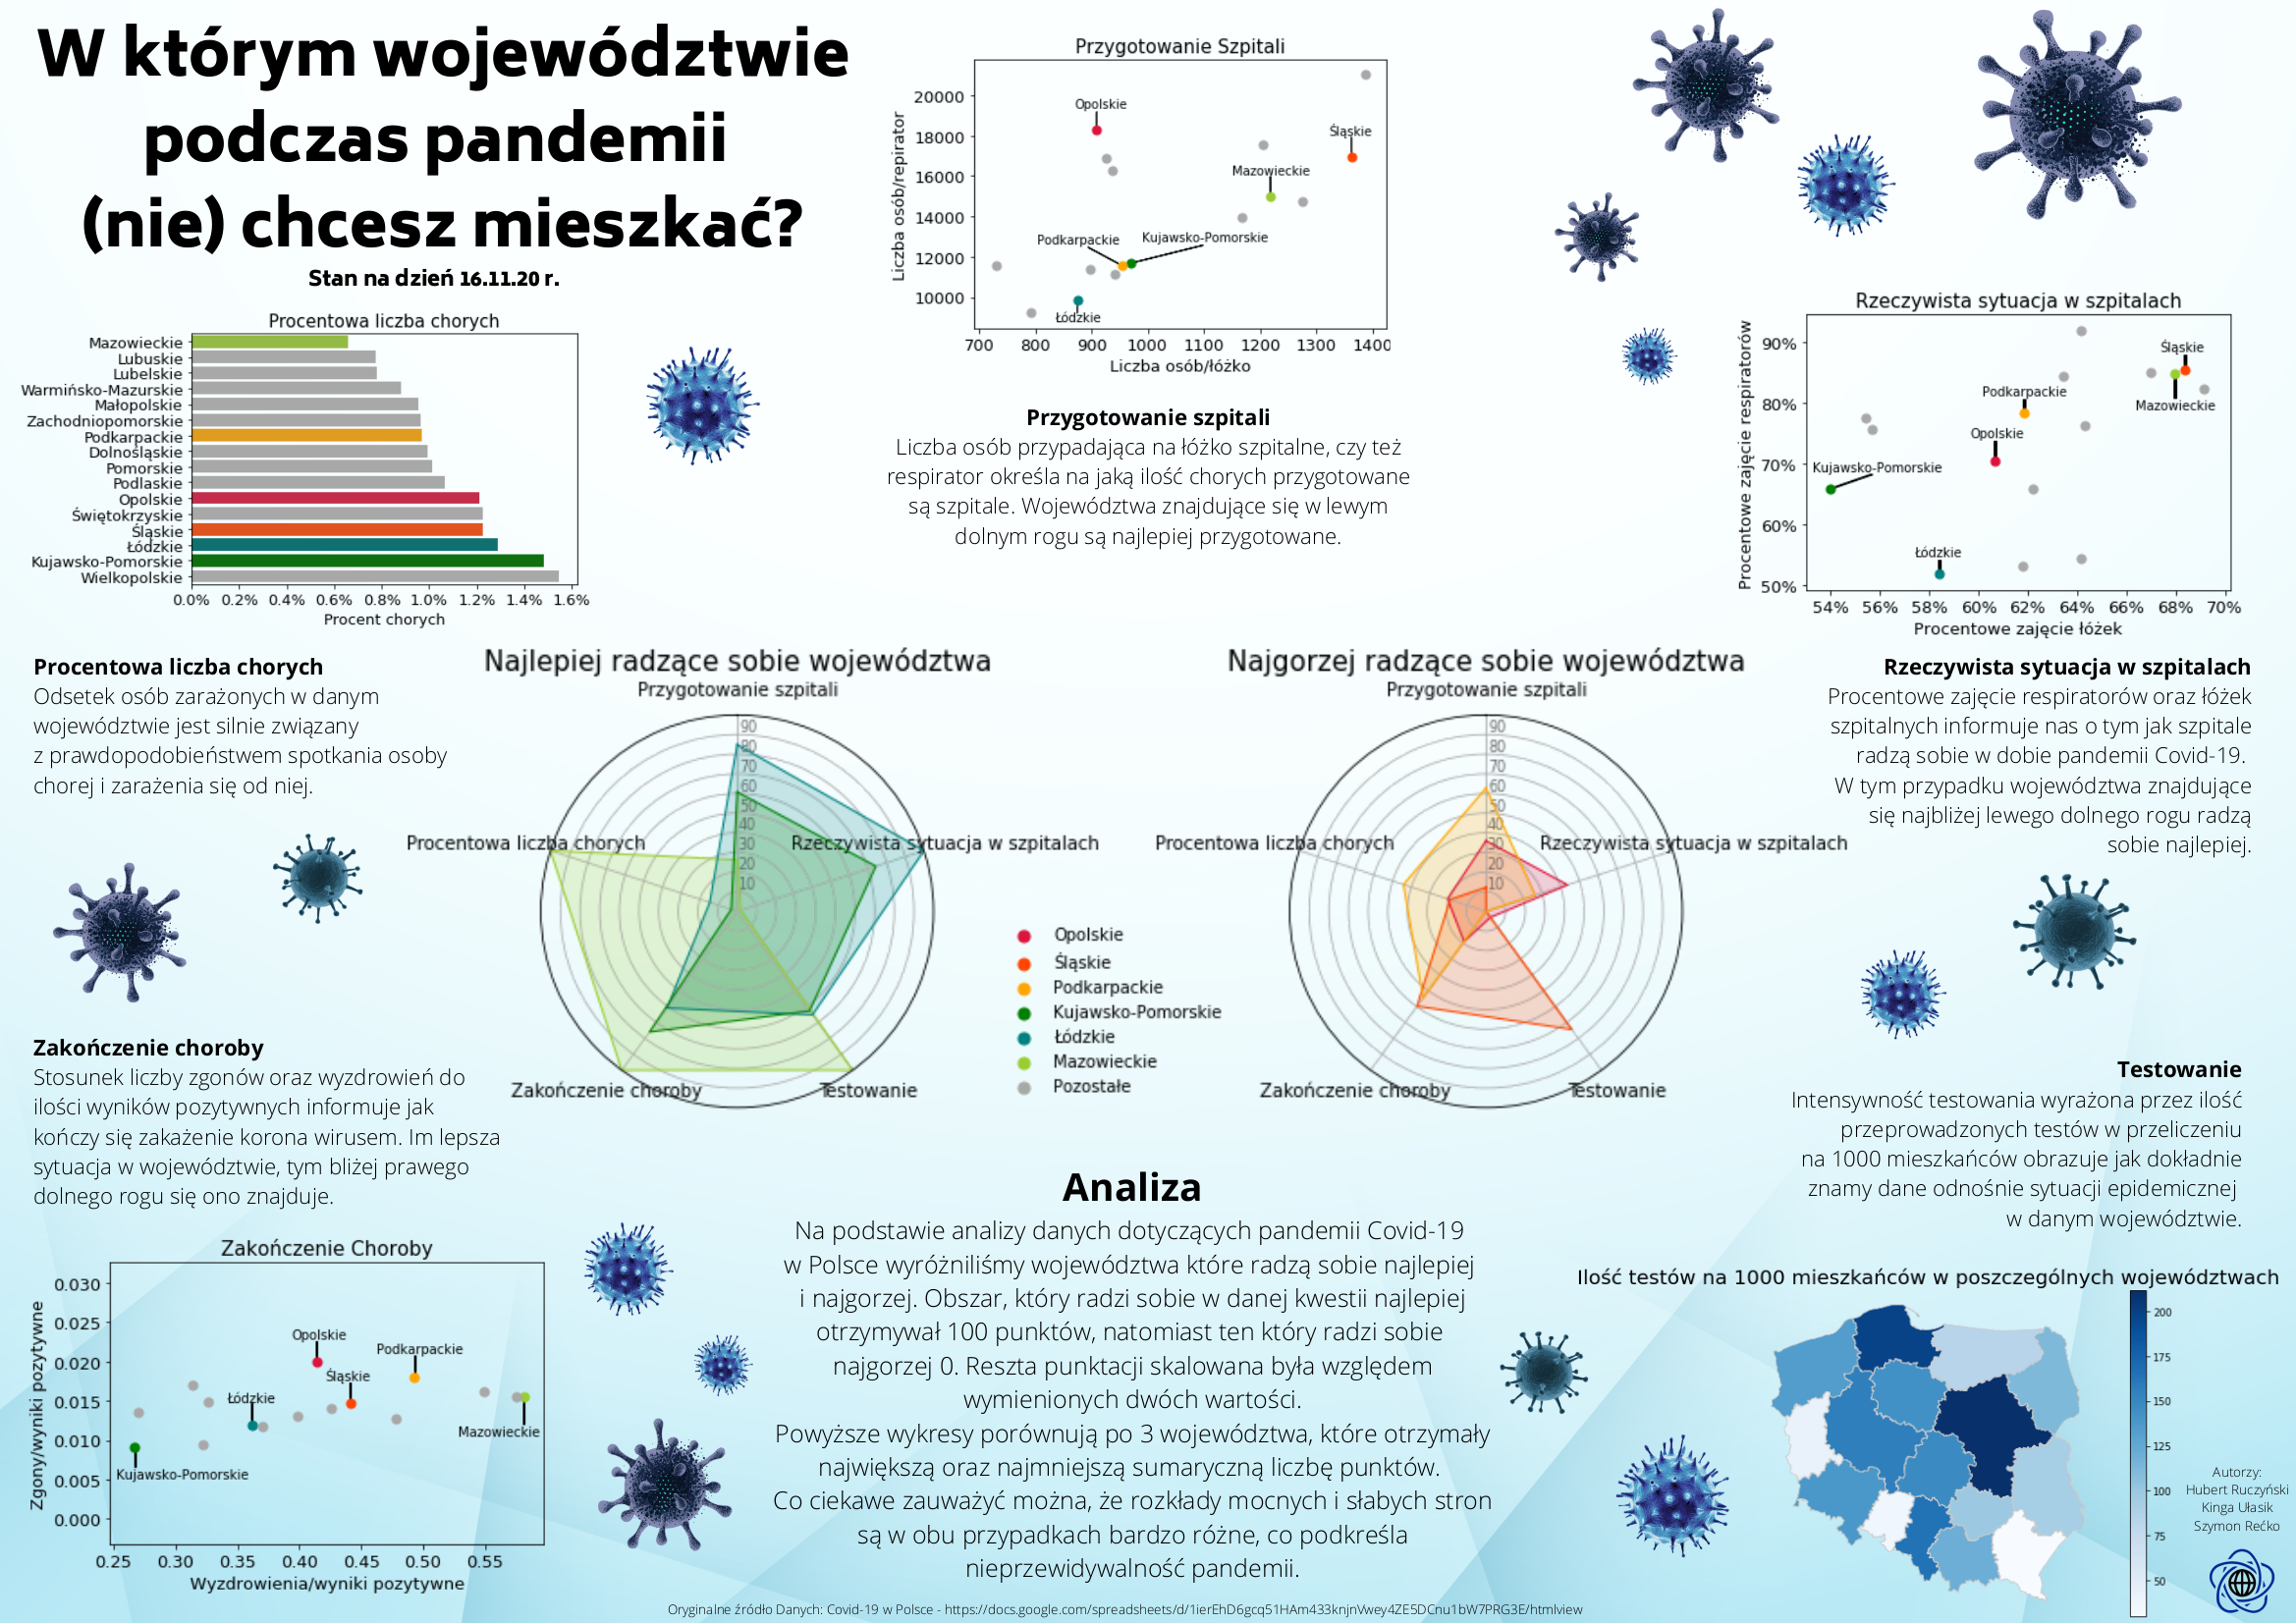 W którym województwie
podczas pandemii
(nie) chcesz mieszkać?
Stan na dzień 16.11.20 r.
Procentowa liczba chorych
Mazowieckie
Lubuskie
Lubelskie
Warmińsko-Mazurskie
Małopolskie
Zachodniopomorskie
Podkarpackie
Dolnośląskie
Pomorskie
Podlaskie
Opolskie
Świętokrzyskie
Śląskie
Łódzkie
Kujawsko-Pomorskie
Wielkopolskie
0.0% 0.2% 0.4% 0.6% 0.8% 1.0% 1.2% 1.4% 1.6%
Procent chorych
Przygotowanie Szpitali
Liczba osób/repirator
20000
18000
16000
14000
12000
10000
Opolskie
Śląskie
Mazowieckie
Podkarpackie
Kujawsko-Pomorskie
Łódzkie
700 800 900 1000 1100 1200 1300 1400
Liczba osób/łóżko
Przygotowanie szpitali
Liczba osób przypadająca na łóżko szpitalne, czy też
respirator określa na jaką ilość chorych przygotowane
są szpitale. Województwa znajdujące się w lewym
dolnym rogu są najlepiej przygotowane.
Rzeczywista sytuacja w szpitalach
Procentowe zajęcie respiratorów
90%
80%
70%
60%
50%
Śląskie
Podkarpackie
Mazowieckie
Opolskie
Kujawsko-Pomorskie
Łódzkie
54% 56% 58% 60% 62% 64% 66% 68% 70%
Procentowe zajęcie łóżek
Procentowa liczba chorych
Odsetek osób zarażonych w danym
województwie jest silnie związany
z prawdopodobieństwem spotkania osoby
chorej i zarażenia się od niej.
Najlepiej radzące sobie województwa
Przygotowanie szpitali
90
80
70
60
50
40
30
20
10
Procentowa liczba chorych
Rzeczywista sytuacja w szpitalach
Zakończenie choroby
Testowanie
Opolskie
Śląskie
Podkarpackie
Kujawsko-Pomorskie
Łódzkie
Mazowieckie
Pozostałe
Najgorzej radzące sobie województwa
Przygotowanie szpitali
90
80
70
60
50
40
30
20
10
Procentowa liczba chorych
Rzeczywista sytuacja w szpitalach
Zakończenie choroby
Testowanie
Rzeczywista sytuacja w szpitalach
Procentowe zajęcie respiratorów oraz łóżek
szpitalnych informuje nas o tym jak szpitale
radzą sobie w dobie pandemii Covid-19.
W tym przypadku województwa znajdujące
się najbliżej lewego dolnego rogu radzą
sobie najlepiej.
Zakończenie choroby
Stosunek liczby zgonów oraz wyzdrowień do
ilości wyników pozytywnych informuje jak
kończy się zakażenie korona wirusem. Im lepsza
sytuacja w województwie, tym bliżej prawego
dolnego rogu się ono znajduje.
Zakończenie Choroby
Zgony/wyniki pozytywne
0.030
0.025
0.020
0.015
0.010
0.005
0.000
Opolskie
Podkarpackie
Śląskie
Łódzkie
Mazowieckie
Kujawsko-Pomorskie
0.25 0.30 0.35 0.40 0.45 0.50 0.55
Wyzdrowienia/wyniki pozytywne
Analiza
Na podstawie analizy danych dotyczących pandemii Covid-19
w Polsce wyróżniliśmy województwa które radzą sobie najlepiej
i najgorzej. Obszar, który radzi sobie w danej kwestii najlepiej
otrzymywał 100 punktów, natomiast ten który radzi sobie
najgorzej 0. Reszta punktacji skalowana była względem
wymienionych dwóch wartości.
Powyższe wykresy porównują po 3 województwa, które otrzymały
największą oraz najmniejszą sumaryczną liczbę punktów.
Co ciekawe zauważyć można, że rozkłady mocnych i słabych stron
są w obu przypadkach bardzo różne, co podkreśla
nieprzewidywalność pandemii.
Testowanie
Intensywność testowania wyrażona przez ilość
przeprowadzonych testów w przeliczeniu
na 1000 mieszkańców obrazuje jak dokładnie
znamy dane odnośnie sytuacji epidemicznej
w danym województwie.
Ilość testów na 1000 mieszkańców w poszczególnych województwach
200
175
150
125
100
75
50
Autorzy:
Hubert Ruczyński
Kinga Ułasik
Szymon Rećko
Oryginalne źródło Danych: Covid-19 w Polsce - https://docs.google.com/spreadsheets/d/1ierEhD6gcq51HAm433knjnVwey4ZE5DCnu1bW7PRG3E/htmlview